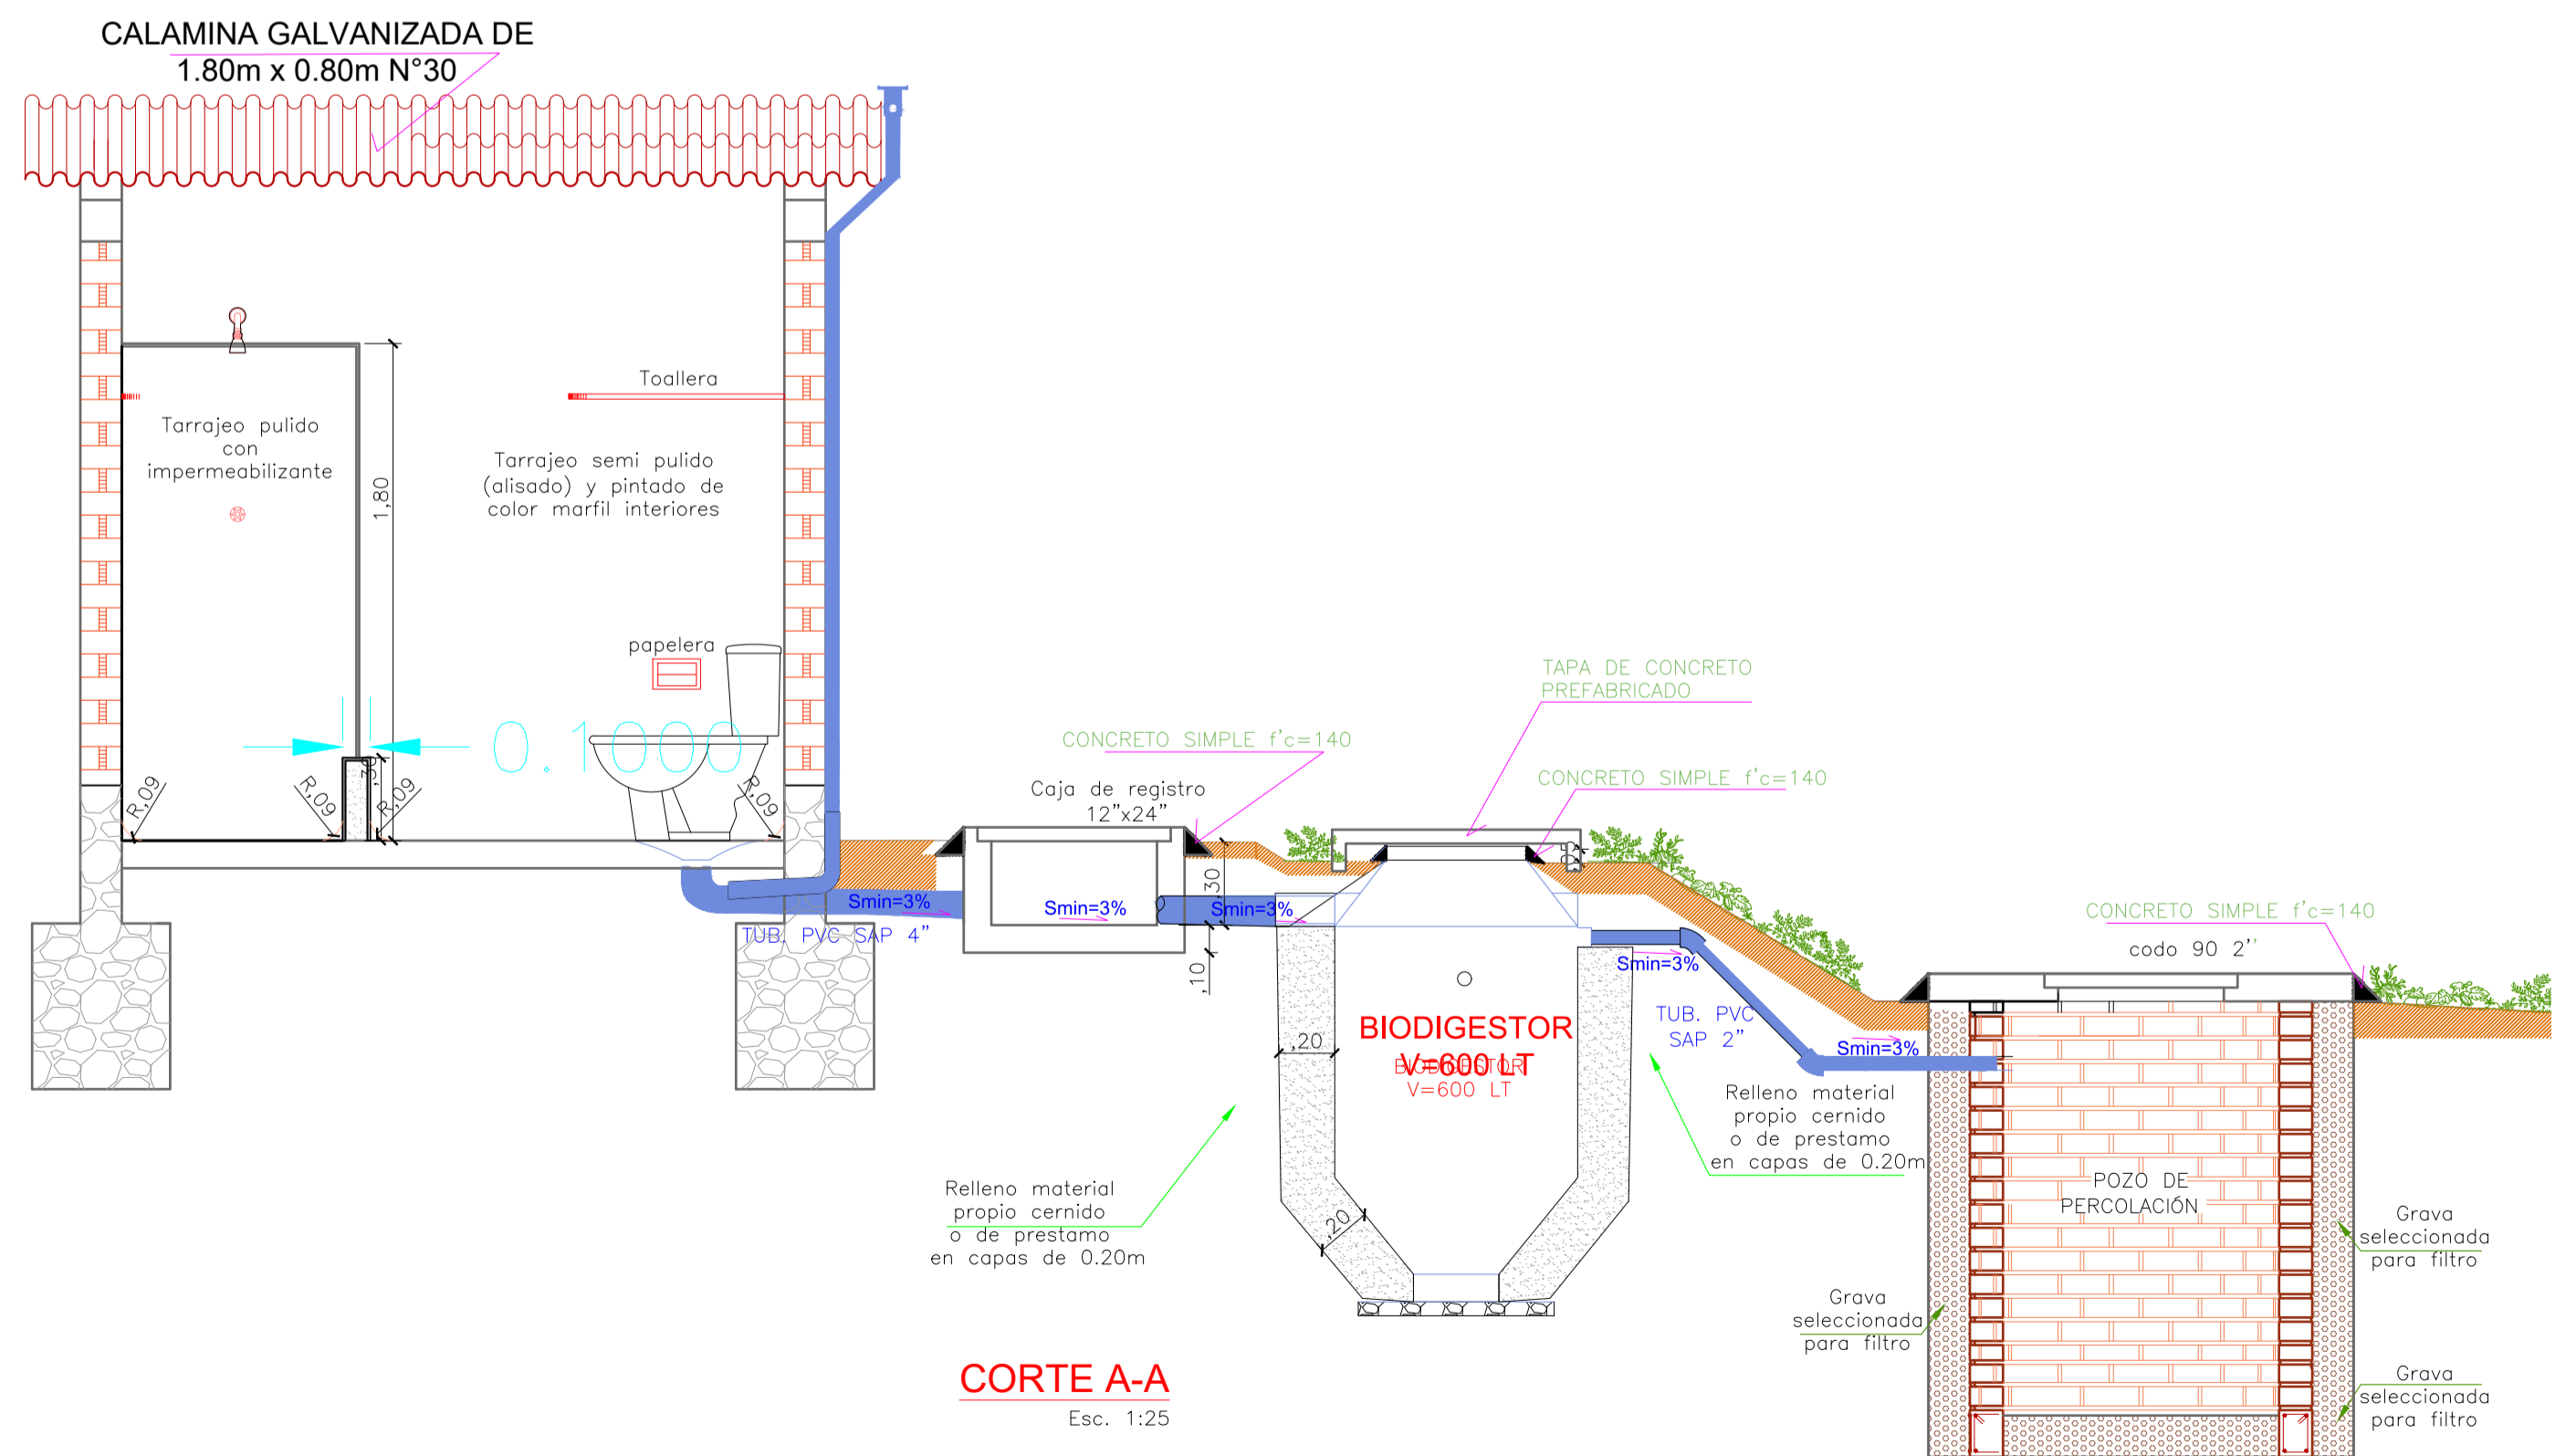 CALAMINA GALVANIZADA DE
1.80m x 0.80m N°30
Toallera
Tarrajeo pulido
con
impermeabilizante
1,80
Tarrajeo semi pulido
(alisado) y pintado de
color marfil interiores
papelera
0.1000
,30
R,09
R,09
R,09
R,09
TAPA DE CONCRETO
PREFABRICADO
CONCRETO SIMPLE f'c=140
CONCRETO SIMPLE f'c=140
Caja de registro
12"x24"
,30
Smin=3%
Smin=3%
Smin=3%
TUB. PVC SAP 4"
,10
CONCRETO SIMPLE f'c=140
codo 90 2''
Smin=3%
BIODIGESTOR
V=600 LT
BIODIGESTOR
V=600 LT
,20
TUB. PVC
SAP 2"
Smin=3%
Relleno material
propio cernido
o de prestamo
en capas de 0.20m
Relleno material
propio cernido
o de prestamo
en capas de 0.20m
,20
POZO DE
PERCOLACIÓN
Grava
seleccionada
para filtro
Grava
seleccionada
para filtro
Grava
seleccionada
para filtro
CORTE A-A
Esc. 1:25